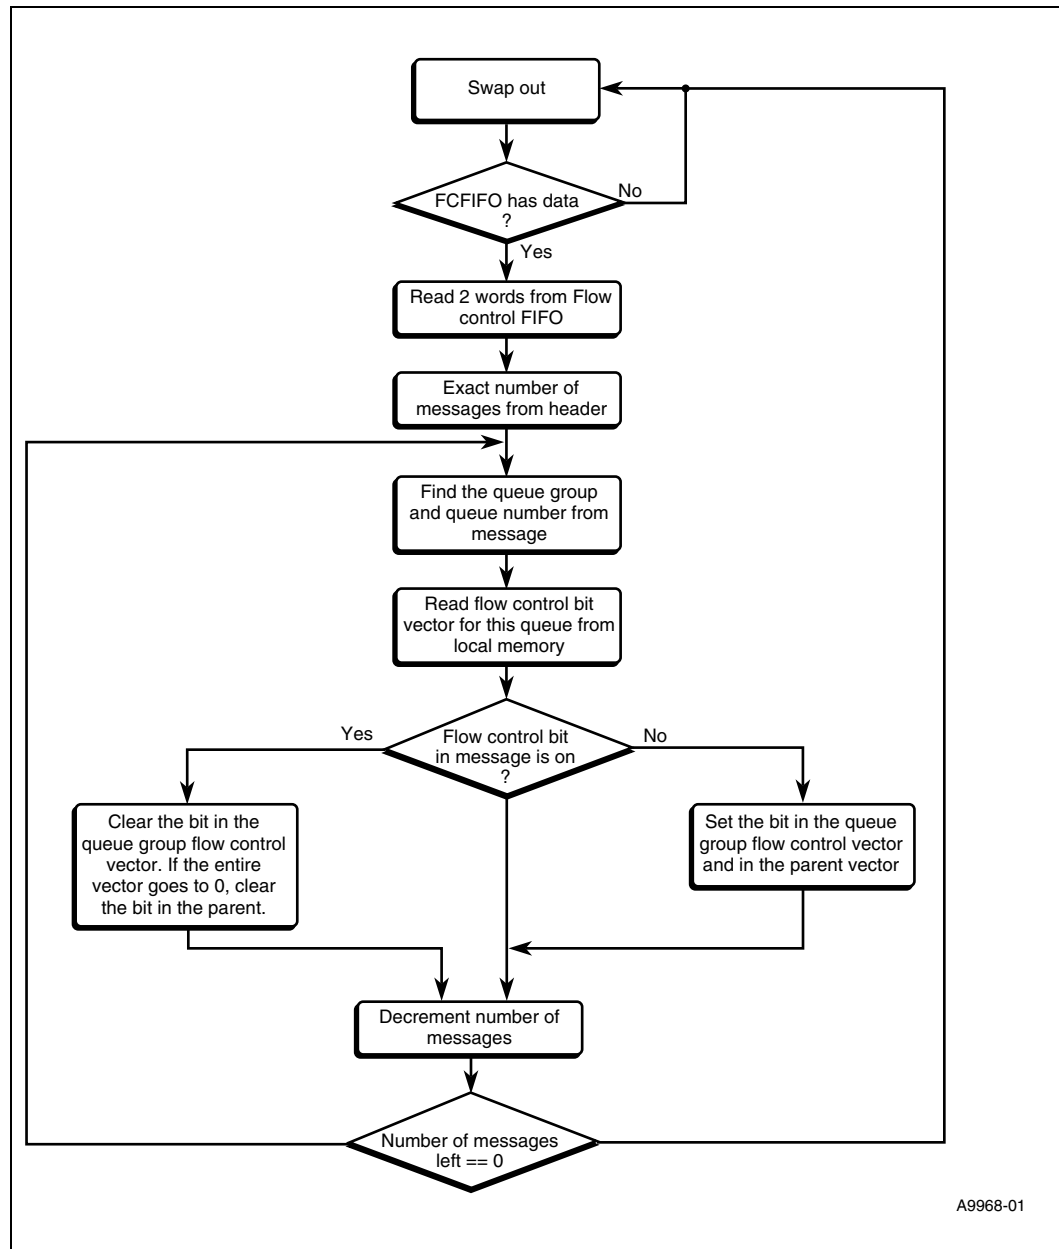 Swap out
No
FCFIFO has data
?
Yes
Read 2 words from Flow
control FIFO
Exact number of
messages from header
Find the queue group
and queue number from
message
Read flow control bit
vector for this queue from
local memory
Yes
Flow control bit
in message is on
?
No
Clear the bit in the
queue group flow control
vector. If the entire
vector goes to 0, clear
the bit in the parent.
Set the bit in the queue
group flow control vector
and in the parent vector
Decrement number of
messages
Number of messages
left == 0
A9968-01